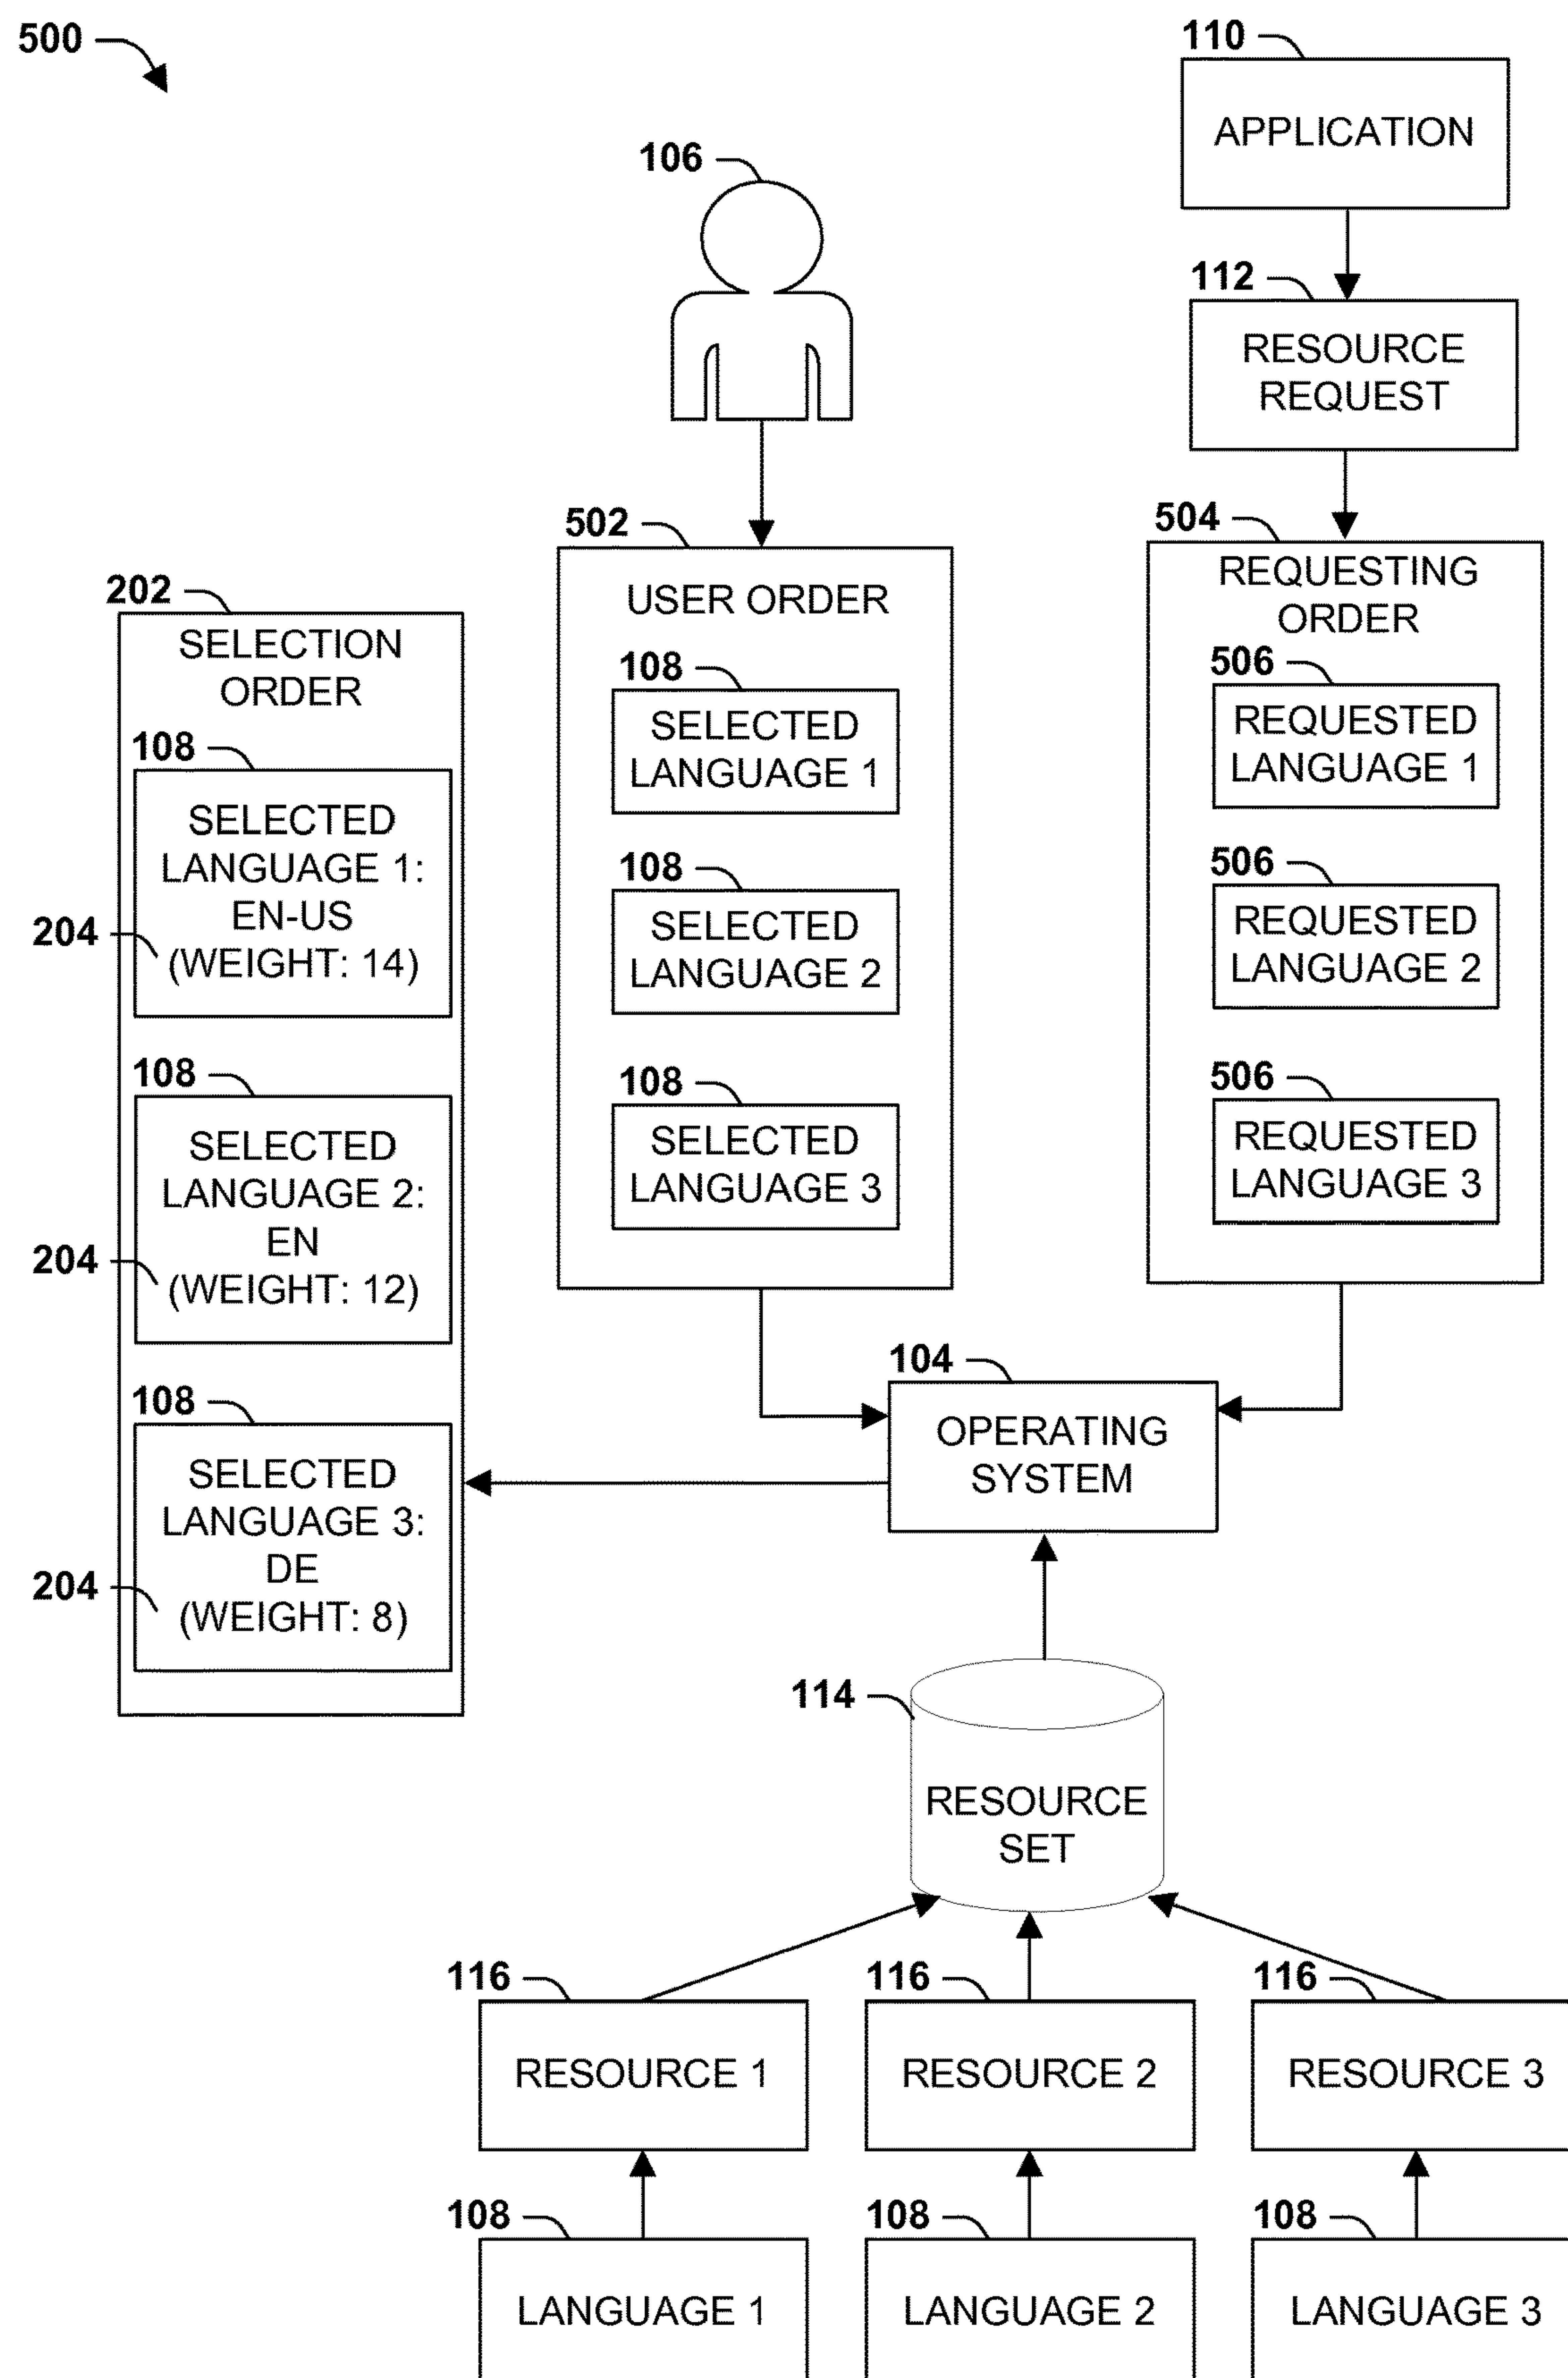 500
110
APPLICATION
106
112
RESOURCE
REQUEST
202
SELECTION
ORDER
108
SELECTED
LANGUAGE 1:
EN-US
204
(WEIGHT: 14)
108
SELECTED
LANGUAGE 2:
EN
204
(WEIGHT: 12)
108
SELECTED
LANGUAGE 3:
DE
204
(WEIGHT: 8)
502
USER ORDER
108
SELECTED
LANGUAGE 1
108
SELECTED
LANGUAGE 2
108
SELECTED
LANGUAGE 3
504
REQUESTING
ORDER
506
REQUESTED
LANGUAGE 1
506
REQUESTED
LANGUAGE 2
506
REQUESTED
LANGUAGE 3
104
OPERATING
SYSTEM
114
RESOURCE
SET
116
RESOURCE 1
116
RESOURCE 2
116
RESOURCE 3
108
LANGUAGE 1
108
LANGUAGE 2
108
LANGUAGE 3